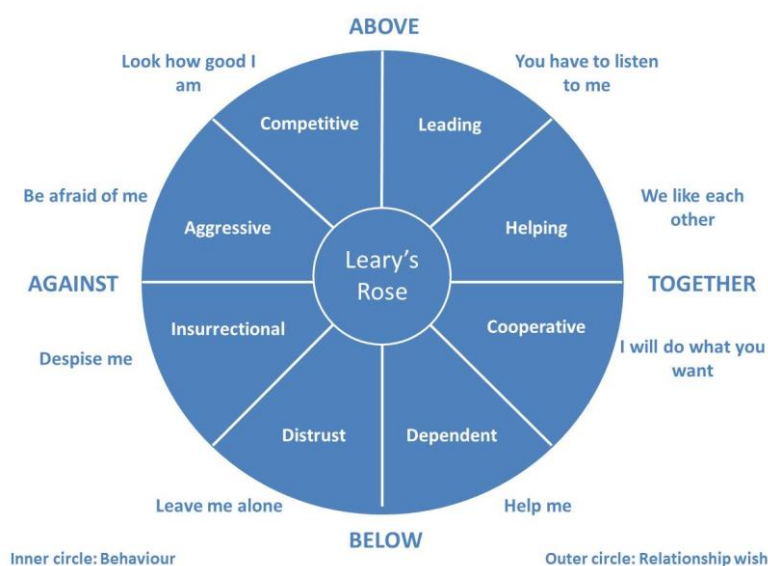 ABOVE
Look how good I
am
You have to listen
to me
Competitive
Leading
Be afraid of me
We like each
other
Aggressive
Helping
Leary's
Rose
AGAINST
TOGETHER
Insurrectional
Cooperative
Despise me
I will do what you
want
Distrust
Dependent
Leave me alone
Help me
BELOW
Inner circle: Behaviour
Outer circle: Relationship wish